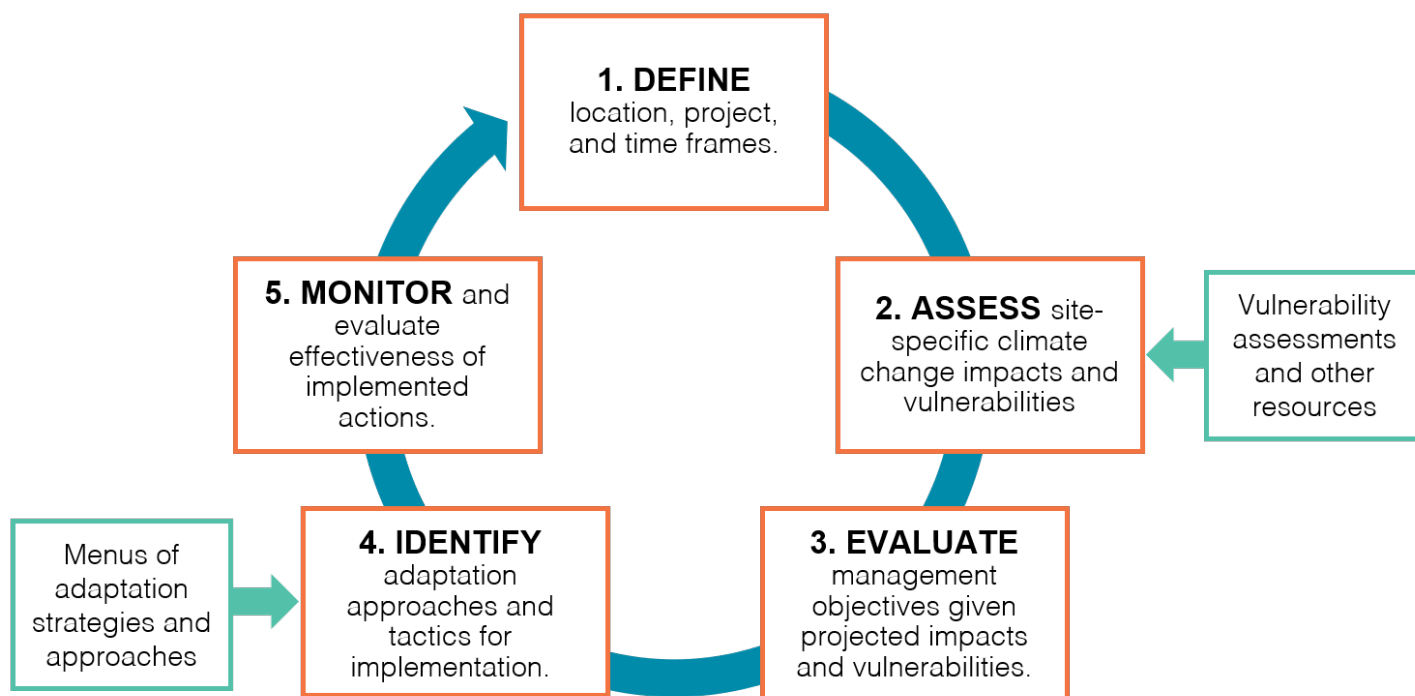 1. DEFINE
location, project,
and time frames.
2. ASSESS site-
specific climate
change impacts and
vulnerabilities
Vulnerability
assessments
and other
resources
3. EVALUATE
management
objectives given
projected impacts
and vulnerabilities.
4. IDENTIFY
adaptation
approaches and
tactics for
implementation.
Menus of
adaptation
strategies and
approaches
5. MONITOR and
evaluate
effectiveness of
implemented
actions.